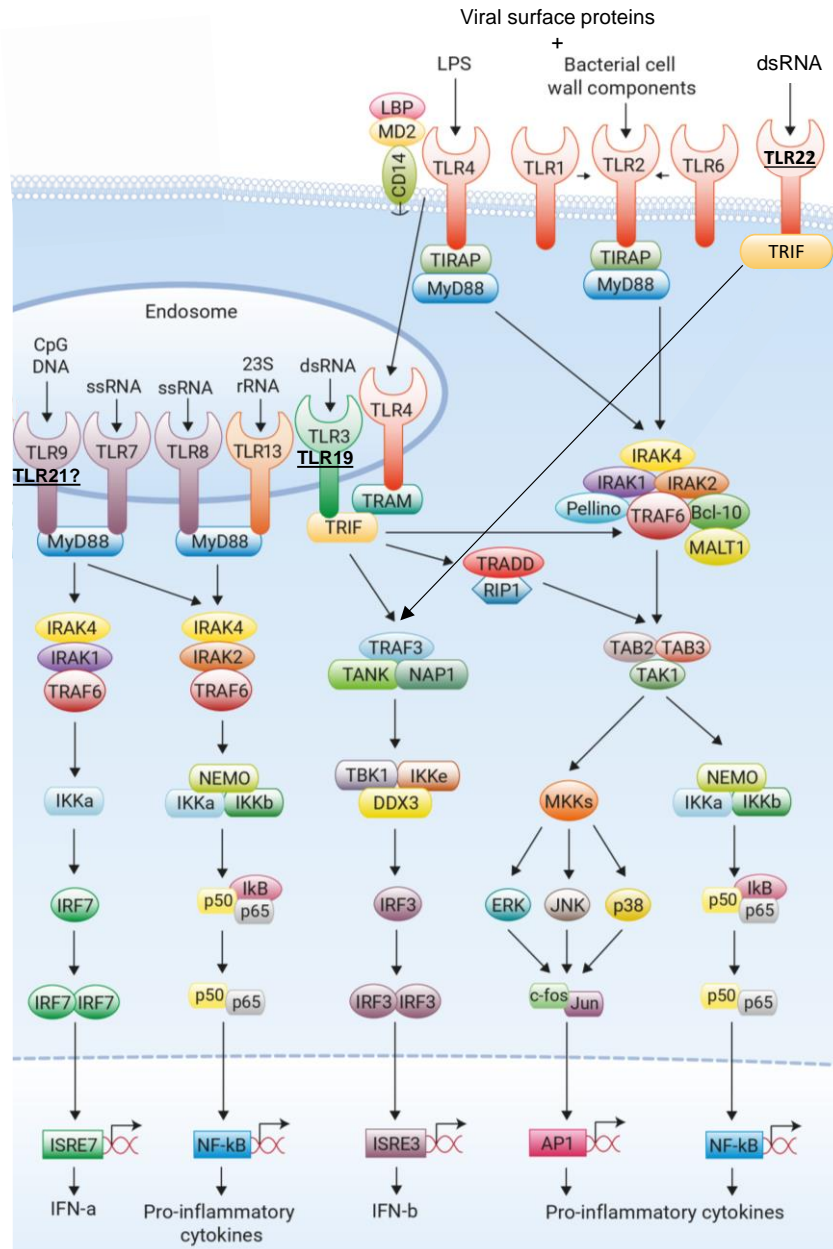 Viral surface proteins
+
LPS
Bacterial cell
wall components
dsRNA
LBP
MD2
CD14
TLR4
TLR1
TLR2
TLR6
TLR22
TIRAP
MyD88
TIRAP
MyD88
TRIF
Endosome
CpG
DNA
ssRNA
ssRNA
23S
rRNA
dsRNA
TLR4
TLR9
TLR21?
TLR7
TLR8
TLR13
TLR3
TLR19
TRAM
TRIF
MyD88
MyD88
IRAK4
IRAK1
IRAK2
Pellino
TRAF6
Bcl-10
MALT1
TRADD
RIP1
IRAK4
IRAK1
TRAF6
IRAK4
IRAK2
TRAF6
TRAF3
TANK
NAP1
TAB2
TAB3
TAK1
IKKa
NEMO
IKKa
IKKb
TBK1
IKKe
DDX3
MKKs
NEMO
IKKa
IKKb
IRF7
p50
IkB
p65
IRF3
ERK
JNK
p38
p50
IkB
p65
IRF7
IRF7
p50
p65
IRF3
IRF3
c-fos
Jun
p50
p65
ISRE7
NF-kB
ISRE3
AP1
NF-kB
IFN-a
Pro-inflammatory
cytokines
IFN-b
Pro-inflammatory cytokines